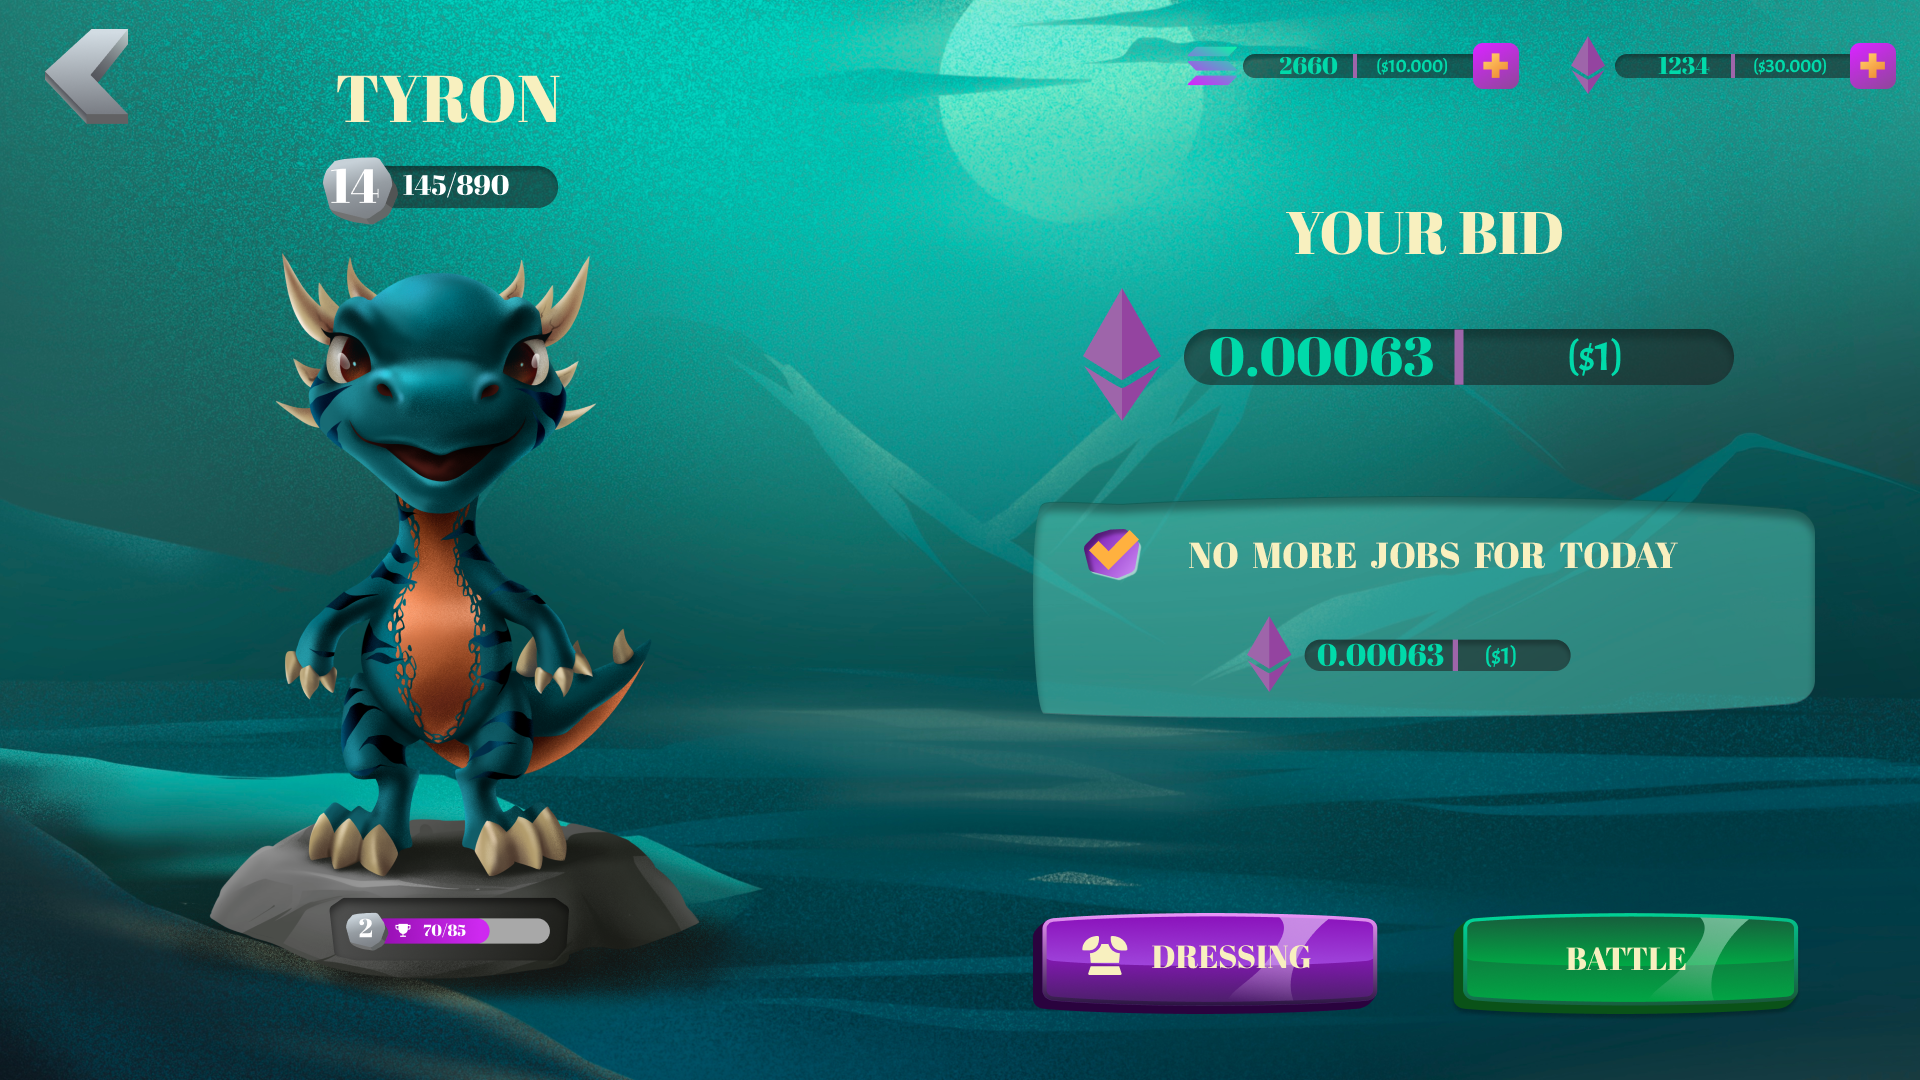 2660 ($10.000)
1234 ($30.000)
TYRON
14 145/890
YOUR BID
0.00063 ($1)
NO MORE JOBS FOR TODAY
0.00063 ($1)
2 70/85
DRESSING
BATTLE